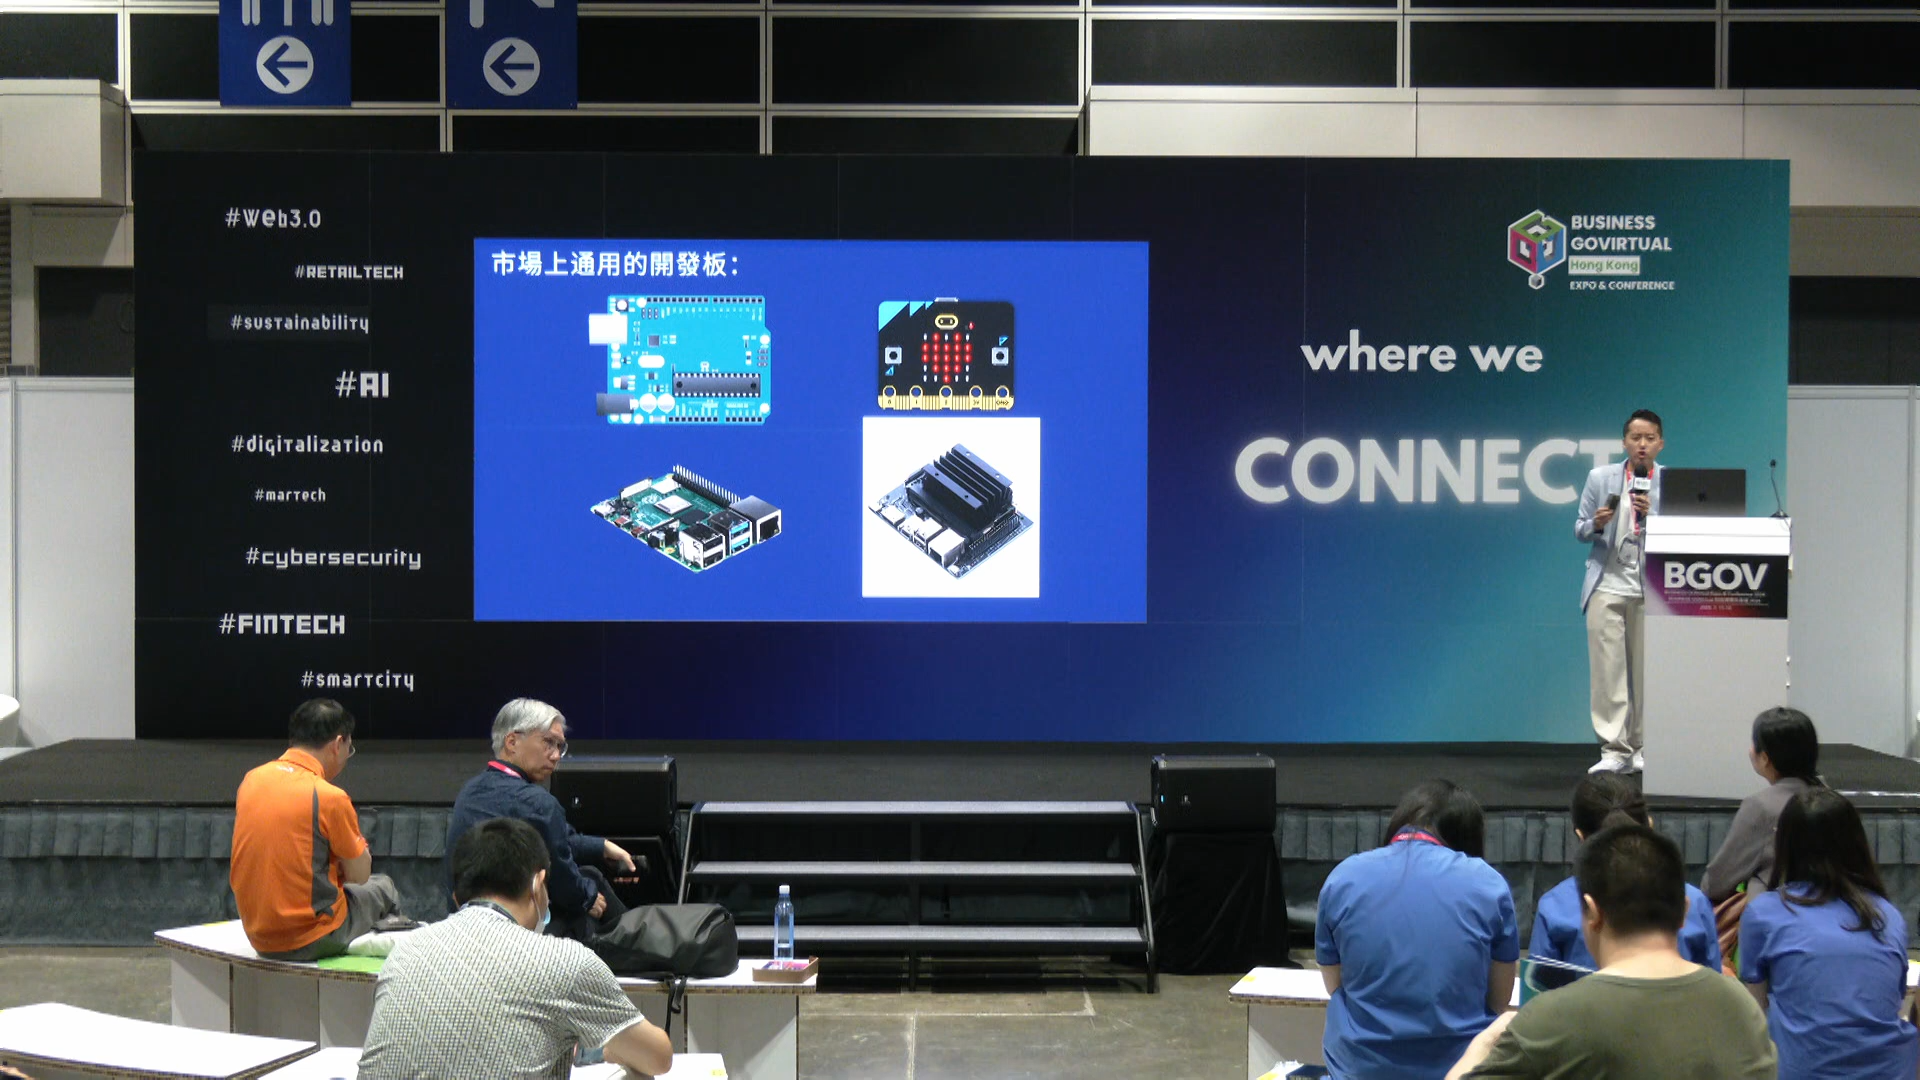 #Web3.0
#RETAILTECH
#sustainability
#AI
#digitalization
#martech
#cybersecurity
#FINTECH
#smartcity
市場上通用的開發板：
BUSINESS
GOVIRTUAL
Hong Kong
EXPO & CONFERENCE
where we
CONNECT
BGOV